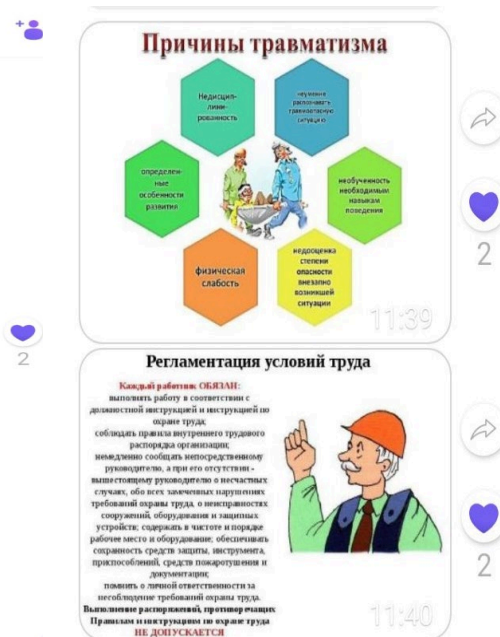 Причины травматизма
Недисцип-
лини-
рованность
неумение
распознавать
травмоопасную
ситуацию
определен-
ные
особенности
развития
необученность
необходимым
навыкам
поведения
физическая
слабость
недооценка
степени
опасности
внезапно
возникшей
ситуации
11:39
2
2
Регламентация условий труда
Каждый работник ОБЯЗАН:
выполнять работу в соответствии с
должностной инструкцией и инструкцией по
охране труда;
соблюдать правила внутреннего трудового
распорядка организации;
немедленно сообщать непосредственному
руководителю, а при его отсутствии -
вышестоящему руководителю о несчастных
случаях, обо всех замеченных нарушениях
требований охраны труда, о неисправностях
сооружений, оборудования и защитных
устройств; содержать в чистоте и порядке
рабочее место и оборудование; обеспечивать
сохранность средств защиты, инструмента,
приспособлений, средств пожаротушения и
документации;
помнить о личной ответственности за
несоблюдение требований охраны труда.
Выполнение распоряжений, противоречащих
Правилам и инструкциям по охране труда
НЕ ДОПУСКАЕТСЯ
11:40
2